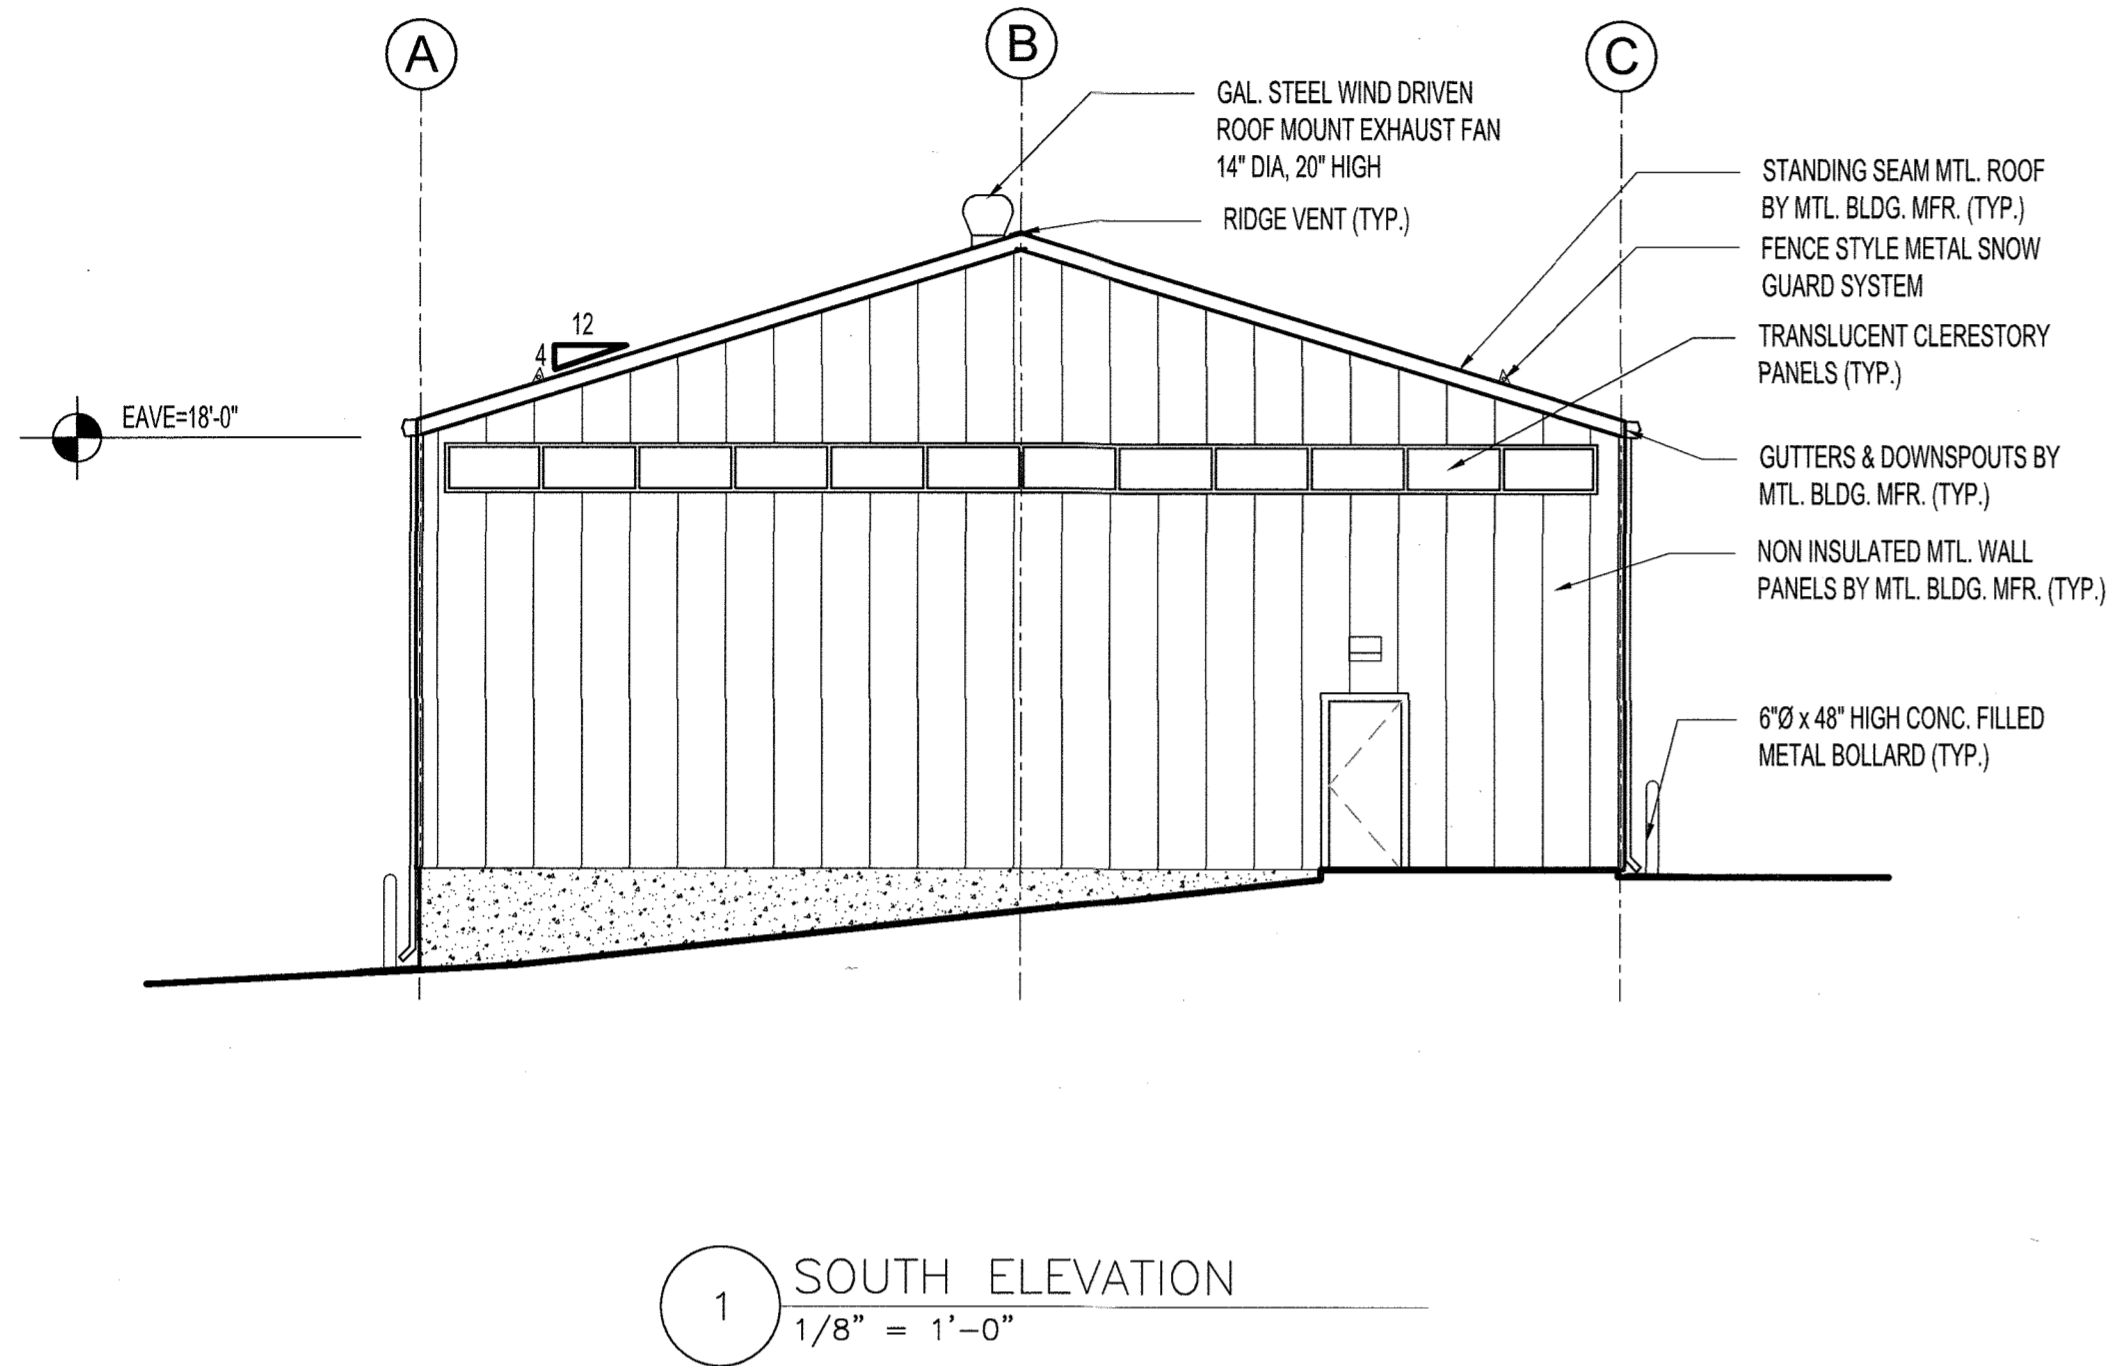 A
B
C
GAL. STEEL WIND DRIVEN
ROOF MOUNT EXHAUST FAN
14" DIA, 20" HIGH
RIDGE VENT (TYP.)
STANDING SEAM MTL. ROOF
BY MTL. BLDG. MFR. (TYP.)
FENCE STYLE METAL SNOW
GUARD SYSTEM
TRANSLUCENT CLERESTORY
PANELS (TYP.)
12
4
EAVE=18'-0"
GUTTERS & DOWNSPOUTS BY
MTL. BLDG. MFR. (TYP.)
NON INSULATED MTL. WALL
PANELS BY MTL. BLDG. MFR. (TYP.)
6"Ø x 48" HIGH CONC. FILLED
METAL BOLLARD (TYP.)
1
SOUTH ELEVATION
1/8" = 1'-0"